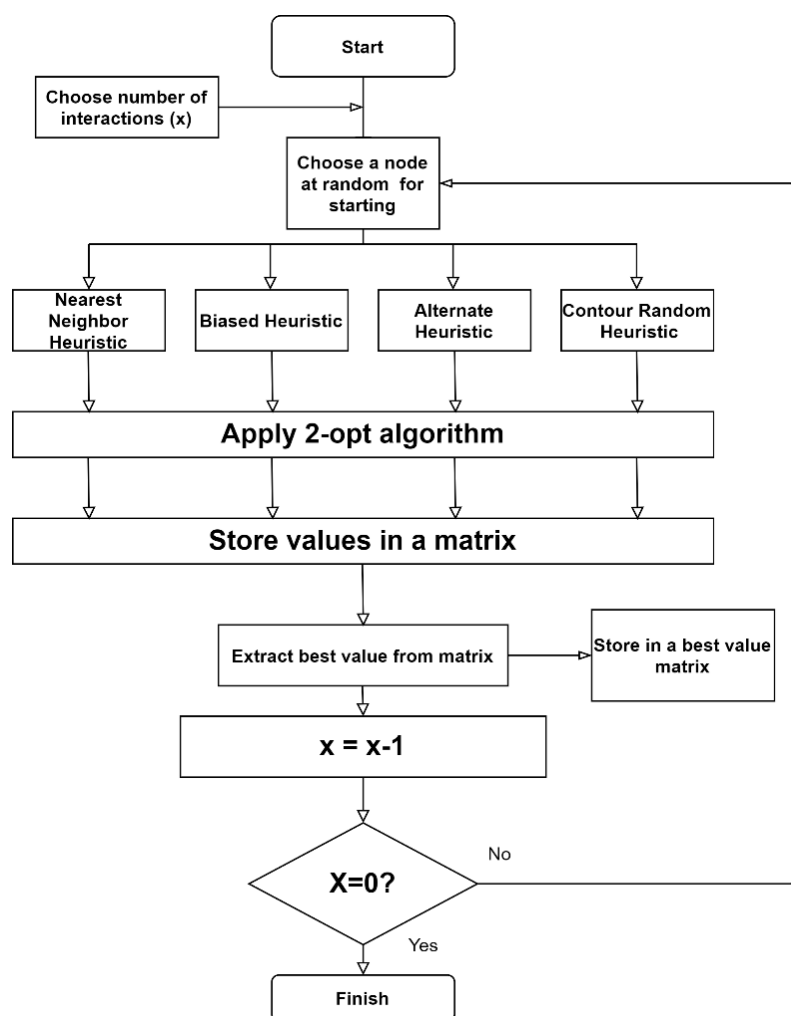 Start
Choose number of
interactions (x)
Choose a node
at random for
starting
Nearest
Neighbor
Heuristic
Biased Heuristic
Alternate
Heuristic
Contour Random
Heuristic
Apply 2-opt algorithm
Store values in a matrix
Extract best value from matrix
Store in a best value
matrix
x = x-1
X=0?
No
Yes
Finish